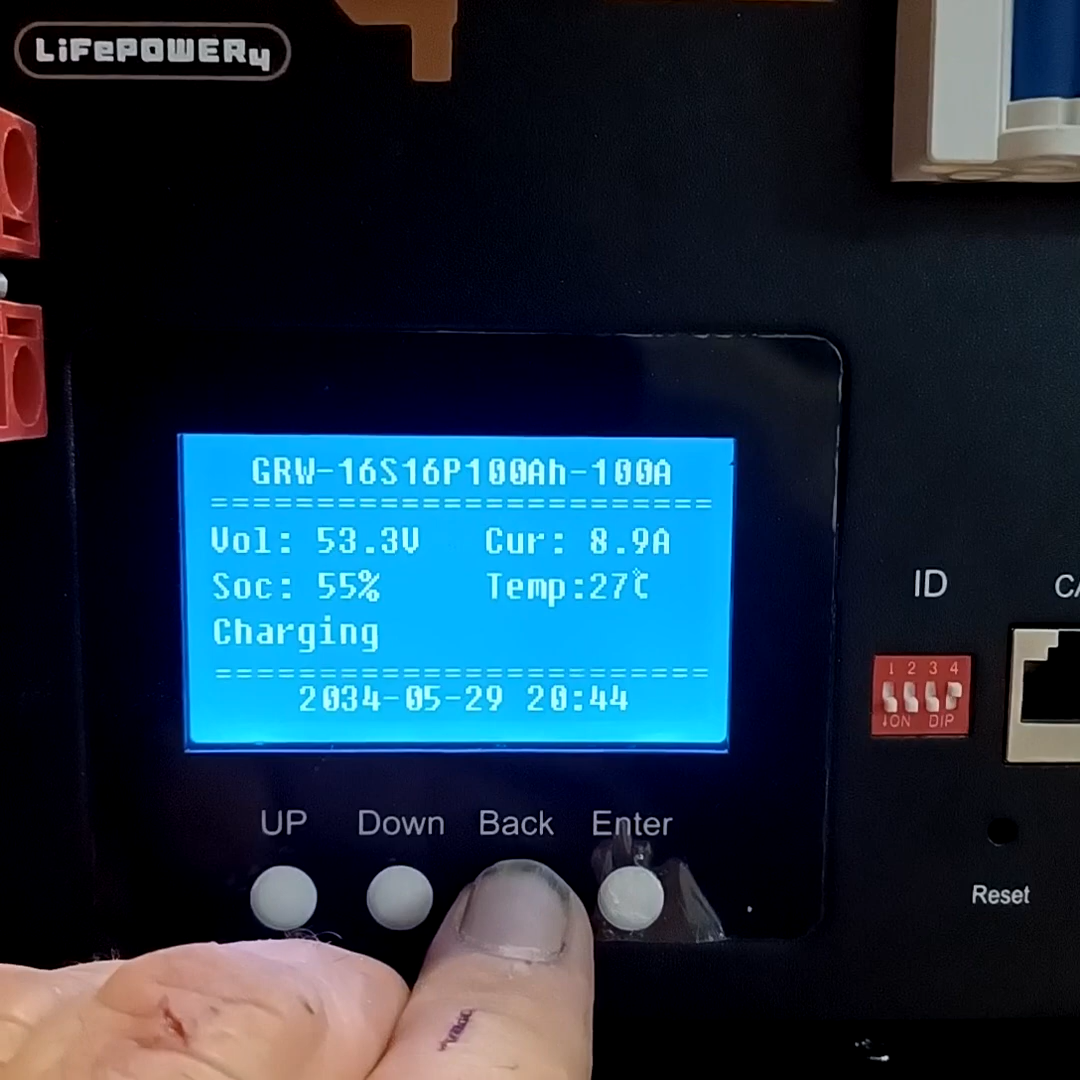 LiFePOWER4
GRW-16S16P100Ah-100A
======================
Vol: 53.3V Cur: 8.9A
Soc: 55% Temp:27℃
Charging
======================
2034-05-29 20:44
ID
CA
1 2 3 4
↓ON DIP
UP Down Back Enter
Reset